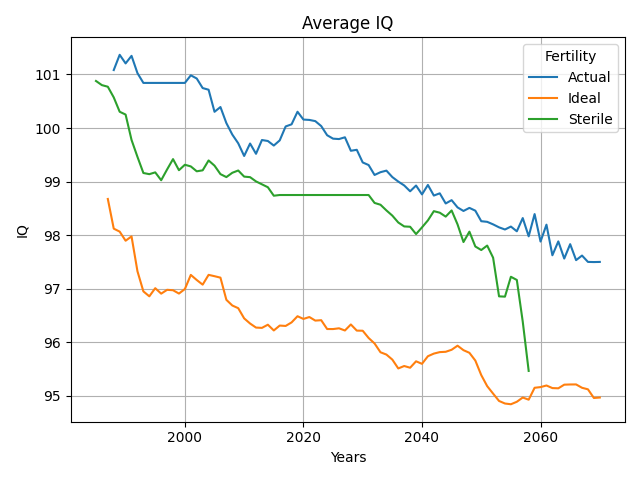 Average IQ
Fertility
Actual
Ideal
Sterile
IQ
101
100
99
98
97
96
95
2000
2020
2040
2060
Years